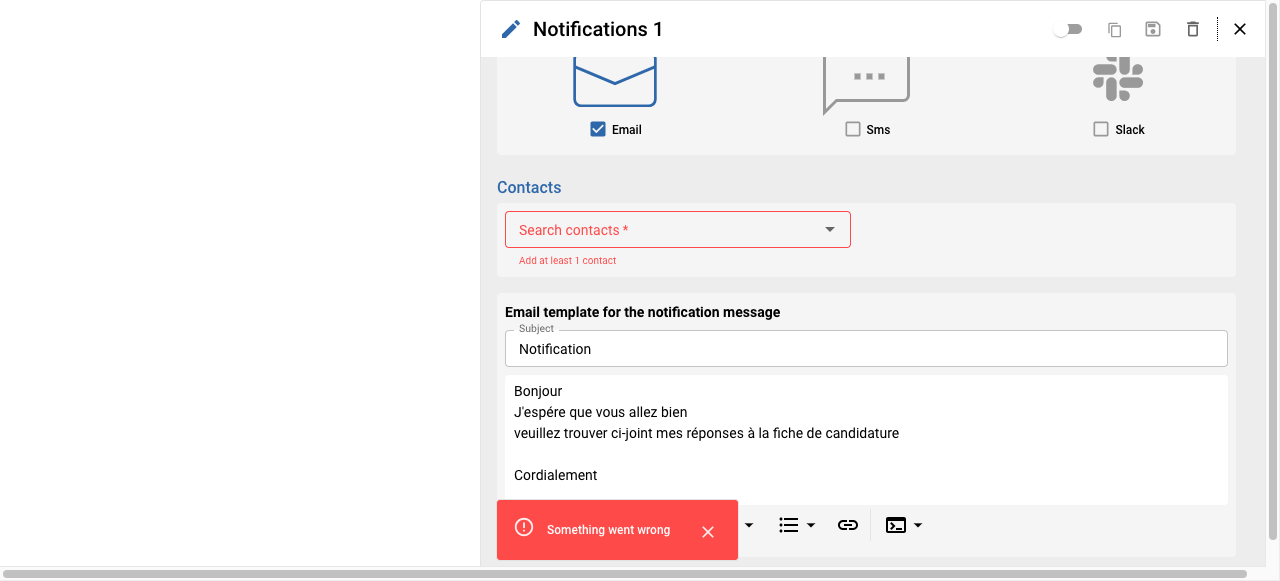 Notifications 1
Email
Sms
Slack
Contacts
Search contacts *
Add at least 1 contact
Email template for the notification message
Subject
Notification
Bonjour
J'espére que vous allez bien
veuillez trouver ci-joint mes réponses à la fiche de candidature
Cordialement
Something went wrong